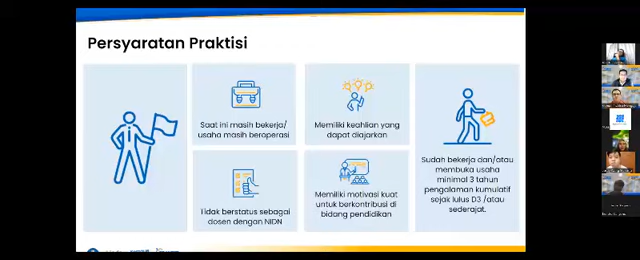 Persyaratan Praktisi
Saat ini masih bekerja/
usaha masih beroperasi
Memiliki keahlian yang
dapat diajarkan
Tidak berstatus sebagai
dosen dengan NIDN
Memiliki motivasi kuat
untuk berkontribusi di
bidang pendidikan
Sudah bekerja dan/atau
membuka usaha
minimal 3 tahun
pengalaman kumulatif
sejak lulus D3 /atau
sederajat.